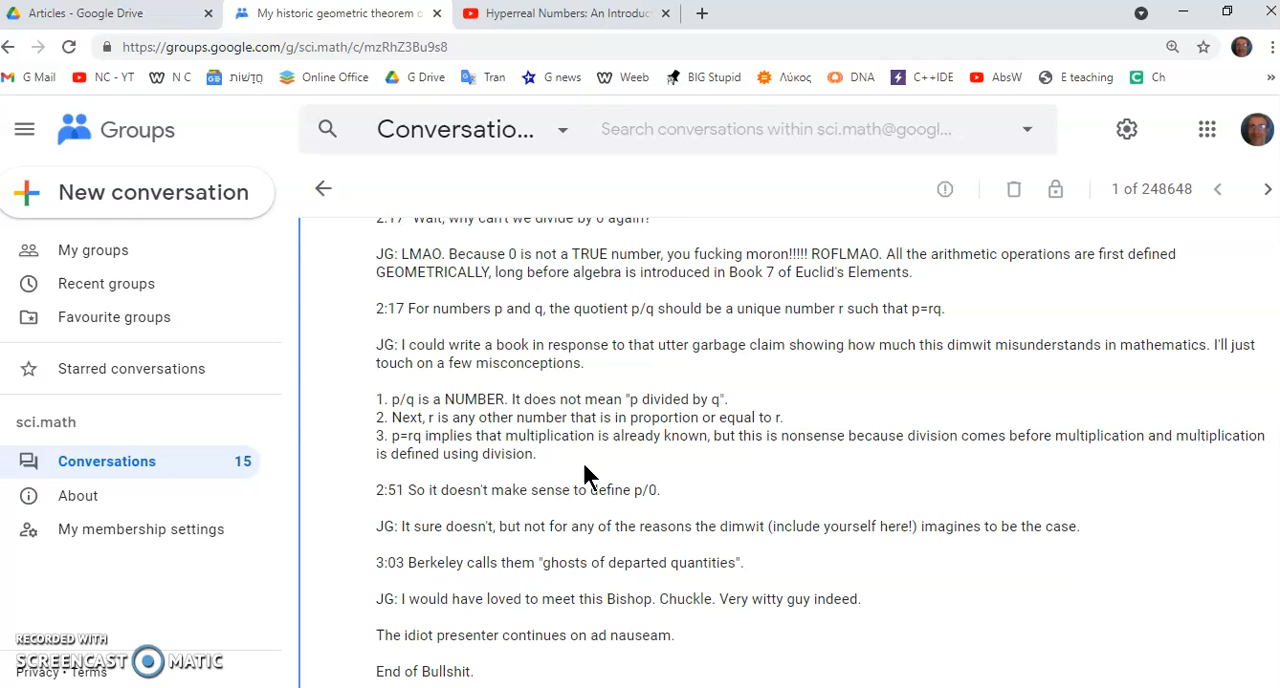 Articles - Google Drive
My historic geometric theorem o
Hyperreal Numbers: An Introduc
https://groups.google.com/g/sci.math/c/mzRhZ3Bu9s8
G Mail NC - YT N C חֲדָשׁוֹת Online Office G Drive Tran G news Weeb BIG Stupid Λύκος DNA C++IDE AbsW E teaching Ch »
Groups
Conversatio...
Search conversations within sci.math@googl...
New conversation
1 of 248648
My groups
Recent groups
Favourite groups
Starred conversations
sci.math
Conversations 15
About
My membership settings
2:17 Wait, why can't we divide by 0 again?
JG: LMAO. Because 0 is not a TRUE number, you fucking moron!!!!! ROFLMAO. All the arithmetic operations are first defined
GEOMETRICALLY, long before algebra is introduced in Book 7 of Euclid's Elements.
2:17 For numbers p and q, the quotient p/q should be a unique number r such that p=rq.
JG: I could write a book in response to that utter garbage claim showing how much this dimwit misunderstands in mathematics. I'll just
touch on a few misconceptions.
1. p/q is a NUMBER. It does not mean "p divided by q".
2. Next, r is any other number that is in proportion or equal to r.
3. p=rq implies that multiplication is already known, but this is nonsense because division comes before multiplication and multiplication
is defined using division.
2:51 So it doesn't make sense to define p/0.
JG: It sure doesn't, but not for any of the reasons the dimwit (include yourself here!) imagines to be the case.
3:03 Berkeley calls them "ghosts of departed quantities".
JG: I would have loved to meet this Bishop. Chuckle. Very witty guy indeed.
The idiot presenter continues on ad nauseam.
End of Bullshit.
RECORDED WITH
SCREENCAST MATIC
Privacy • Terms